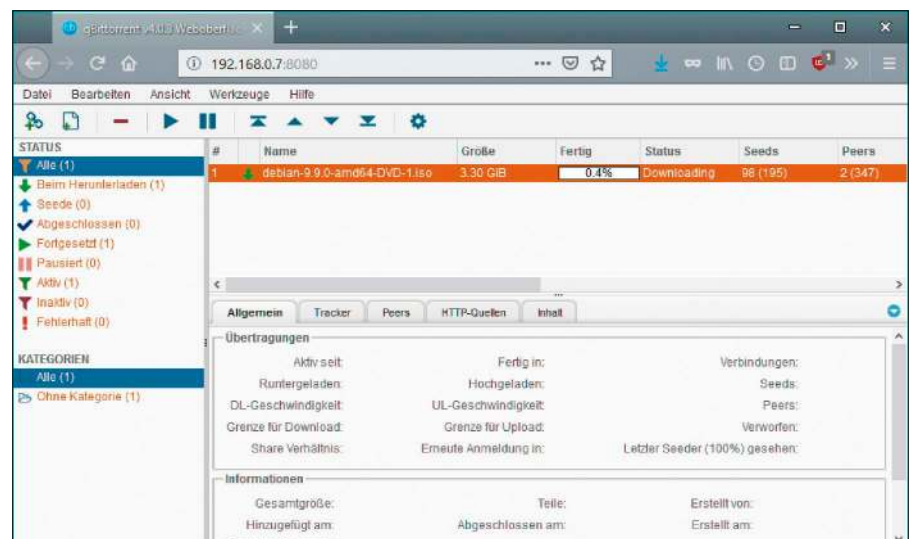 qBittorrent v4.0.3 Webober
192.168.0.7:8080
Datei Bearbeiten Ansicht Werkzeuge Hilfe
STATUS
Alle (1)
Beim Herunterladen (1)
Seede (0)
Abgeschlossen (0)
Fortgesetzt (1)
Pausiert (0)
Aktiv (1)
Inaktiv (0)
Fehlerhaft (0)
KATEGORIEN
Alle (1)
Ohne Kategorie (1)
# Name Größe Fertig Status Seeds Peers
1 debian-9.9.0-amd64-DVD-1.iso 3.30 GiB 0.4% Downloading 98 (195) 2 (347)
Allgemein Tracker Peers HTTP-Quellen Inhalt
Übertragungen
Aktiv seit: Fertig in: Verbindungen:
Runtergeladen: Hochgeladen: Seeds:
DL-Geschwindigkeit: UL-Geschwindigkeit: Peers:
Grenze für Download: Grenze für Upload: Verworfen:
Share Verhältnis: Erneute Anmeldung in: Letzter Seeder (100%) gesehen:
Informationen
Gesamtgröße: Teile: Erstellt von:
Hinzugefügt am: Abgeschlossen am: Erstellt am: